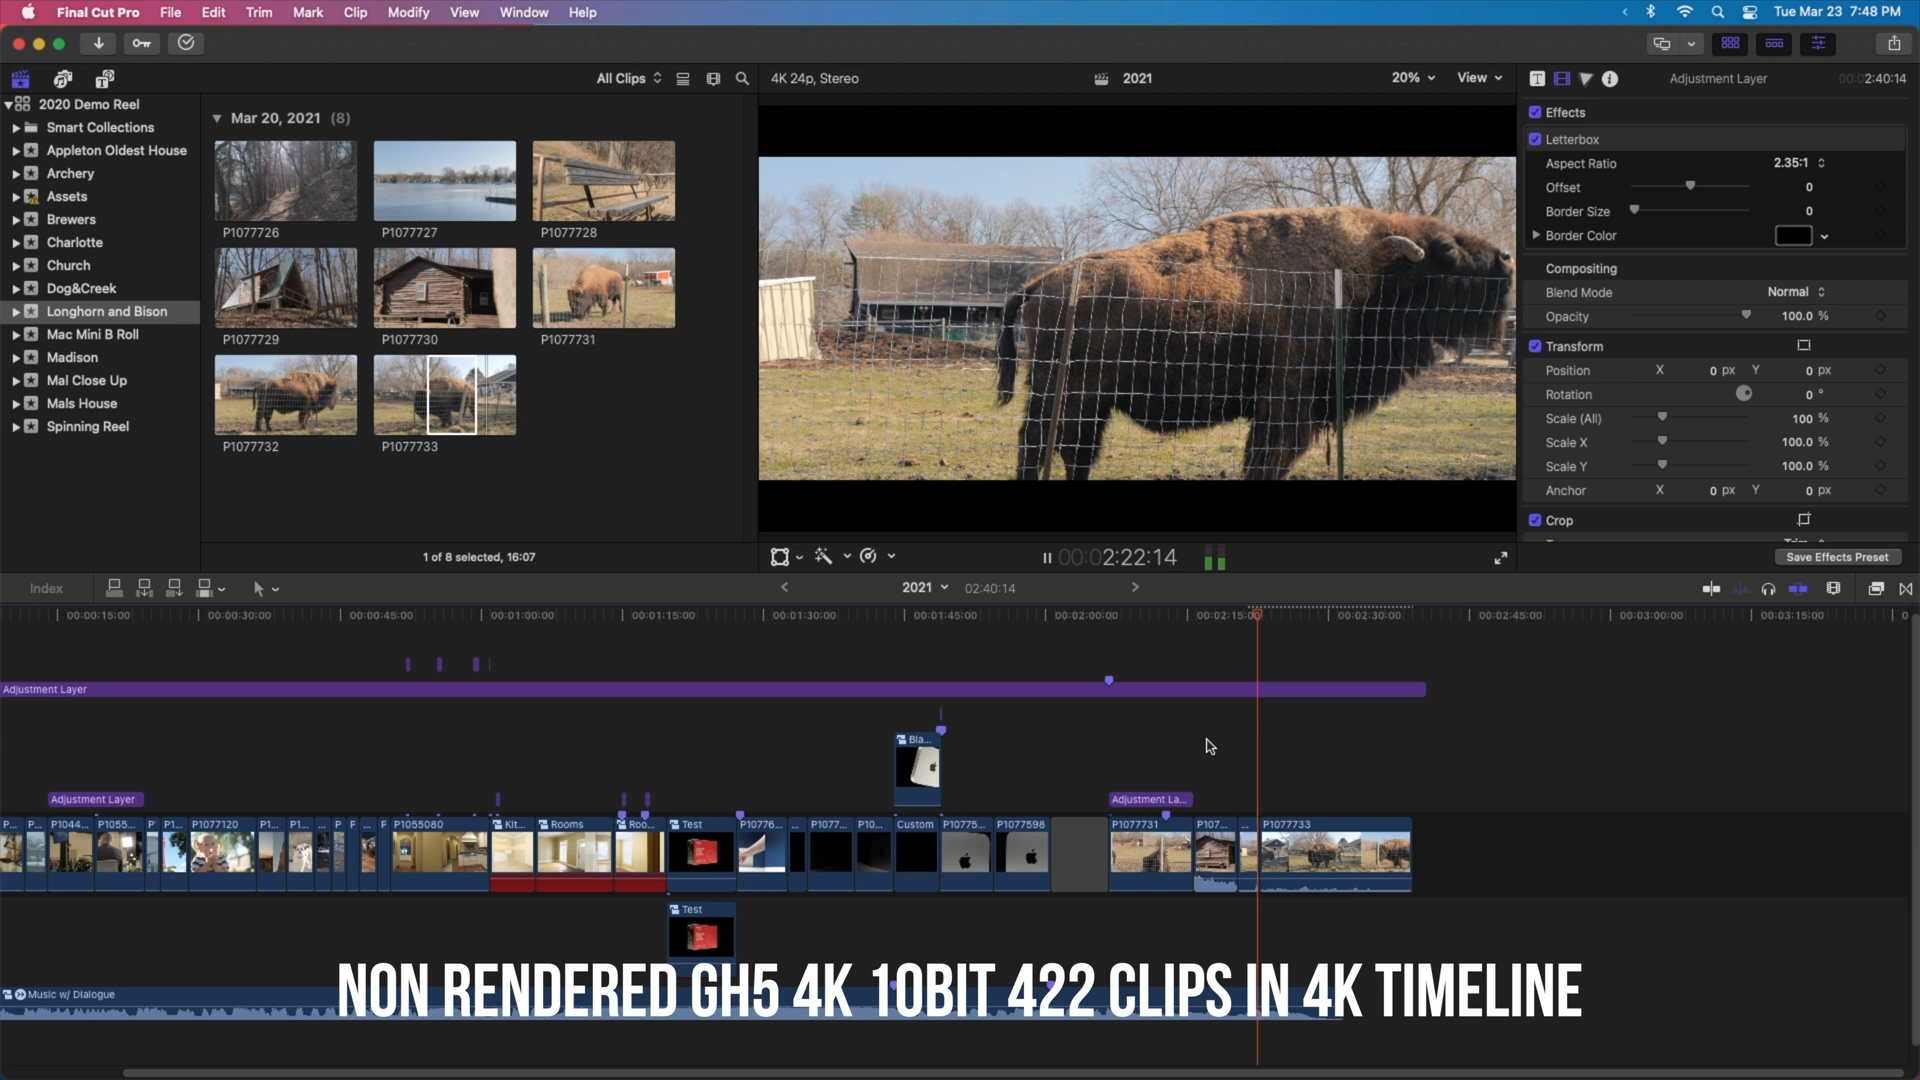 Final Cut Pro File Edit Trim Mark Clip Modify View Window Help Tue Mar 23 7:48 PM
All Clips 4K 24p, Stereo 2021 20% View Adjustment Layer 00:02:40:14
2020 Demo Reel
Smart Collections
Appleton Oldest House
Archery
Assets
Brewers
Charlotte
Church
Dog&Creek
Longhorn and Bison
Mac Mini B Roll
Madison
Mal Close Up
Mals House
Spinning Reel
Mar 20, 2021 (8)
P1077726 P1077727 P1077728
P1077729 P1077730 P1077731
P1077732 P1077733
1 of 8 selected, 16:07
00:00:2:22:14
Effects
Letterbox
Aspect Ratio 2.35:1
Offset 0
Border Size 0
Border Color
Compositing
Blend Mode Normal
Opacity 100.0 %
Transform
Position X 0 px Y 0 px
Rotation 0 °
Scale (All) 100 %
Scale X 100.0 %
Scale Y 100.0 %
Anchor X 0 px Y 0 px
Crop
Save Effects Preset
Index 2021 02:40:14
00:00:15:00 00:00:30:00 00:00:45:00 00:01:00:00 00:01:15:00 00:01:30:00 00:01:45:00 00:02:00:00 00:02:15:00 00:02:30:00 00:02:45:00 00:03:00:00 00:03:15:00 0
Adjustment Layer
Bla...
Adjustment Layer Adjustment La...
P... P... P1044... P1055... P P1... P1077120 P1... P1... ... P P ... P P1055080 Kit... Rooms Roo... Test P10776... ... P1077... P10... Custom P10775... P1077598 P1077731 P107... ... P1077733
Test
Music w/ Dialogue
NON RENDERED GH5 4K 10BIT 422 CLIPS IN 4K TIMELINE